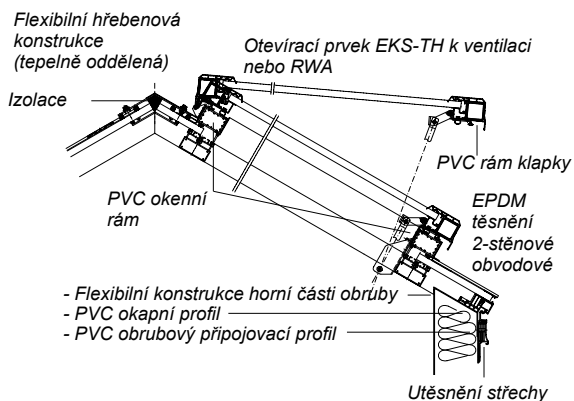 Flexibilní hřebenová
konstrukce
(tepelně oddělená)
Otevírací prvek EKS-TH k ventilaci
nebo RWA
Izolace
PVC rám klapky
PVC okenní
rám
EPDM
těsnění
2-stěnové
obvodové
- Flexibilní konstrukce horní části obruby
- PVC okapní profil
- PVC obrubový připojovací profil
Utěsnění střechy